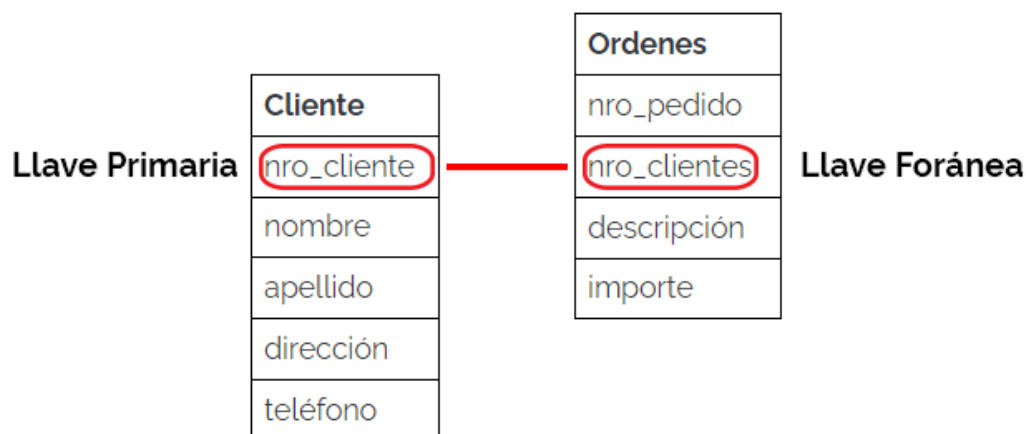 Llave Primaria
Cliente
nro_cliente
nombre
apellido
dirección
teléfono
Ordenes
nro_pedido
nro_clientes
descripción
importe
Llave Foránea